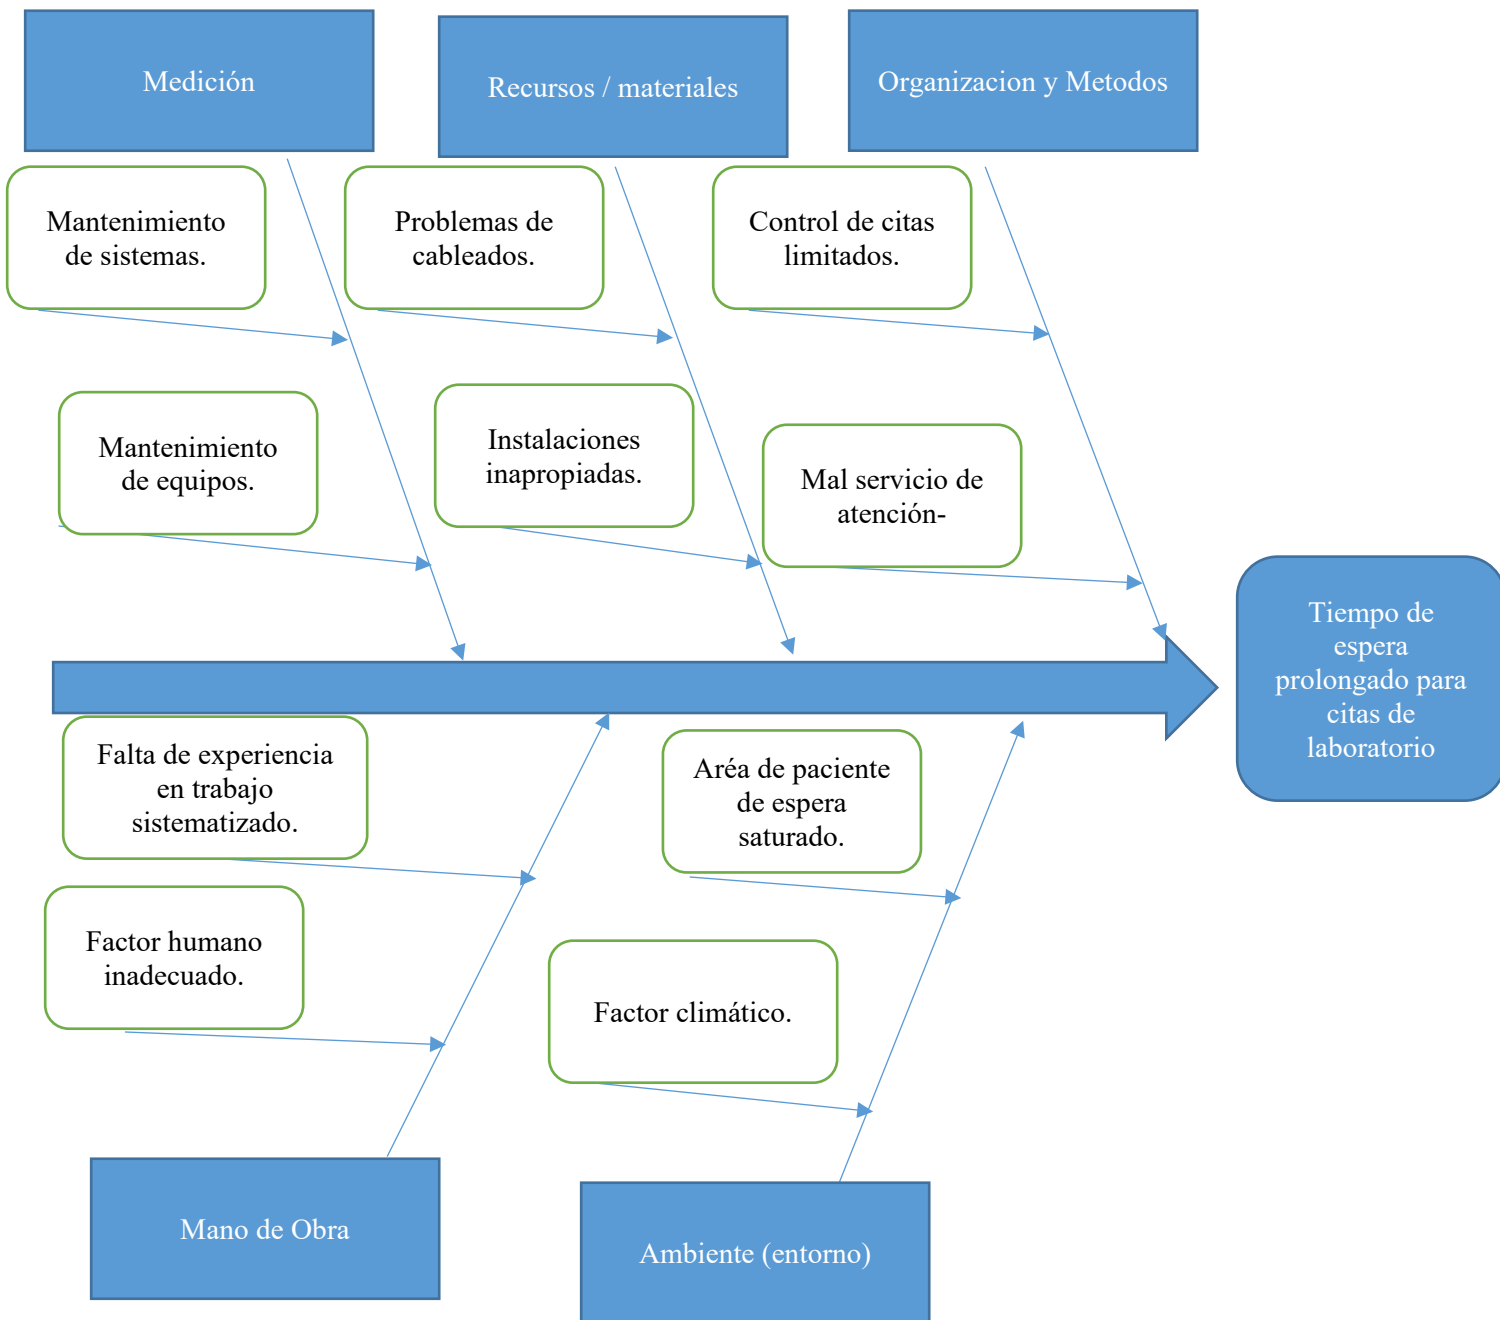 Medición
Recursos / materiales
Organizacion y Metodos
Mantenimiento
de sistemas.
Problemas de
cableados.
Control de citas
limitados.
Mantenimiento
de equipos.
Instalaciones
inapropiadas.
Mal servicio de
atención-
Tiempo de
espera
prolongado para
citas de
laboratorio
Falta de experiencia
en trabajo
sistematizado.
Aréa de paciente
de espera
saturado.
Factor humano
inadecuado.
Factor climático.
Mano de Obra
Ambiente (entorno)